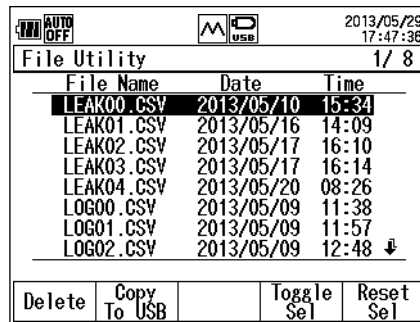 AUTO OFF USB 2013/05/29 17:47:36
File Utility 1/ 8
File Name Date Time
LEAK00.CSV 2013/05/10 15:34
LEAK01.CSV 2013/05/16 14:09
LEAK02.CSV 2013/05/17 16:10
LEAK03.CSV 2013/05/17 16:14
LEAK04.CSV 2013/05/20 08:26
LOG00.CSV 2013/05/09 11:38
LOG01.CSV 2013/05/09 11:57
LOG02.CSV 2013/05/09 12:48
Delete Copy To USB Toggle Sel Reset Sel